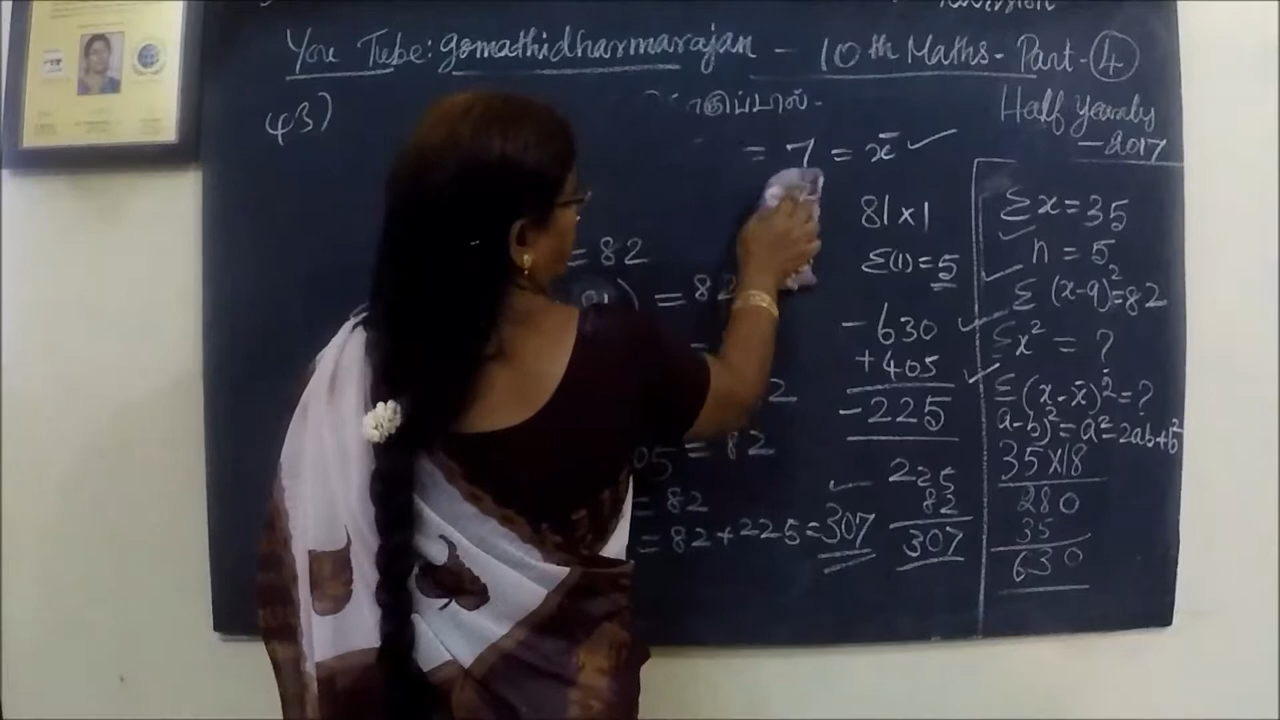 You Tube: gomathidharmarajan - 10th Maths - Part - 4
43)
Half Yearly
- 2017
= 7 = x̄ ✓
= 82
= 82
= 82
= 82
= 82 + 225 = 307
81 x 1
Σ(1) = 5
- 630
+ 405
- 225
225
82
307
Σx = 35
n = 5
Σ (x-9)² = 82
Σx² = ?
Σ (x - x̄)² = ?
a-b)² = a² = 2ab + b²
35 x 18
280
35
630